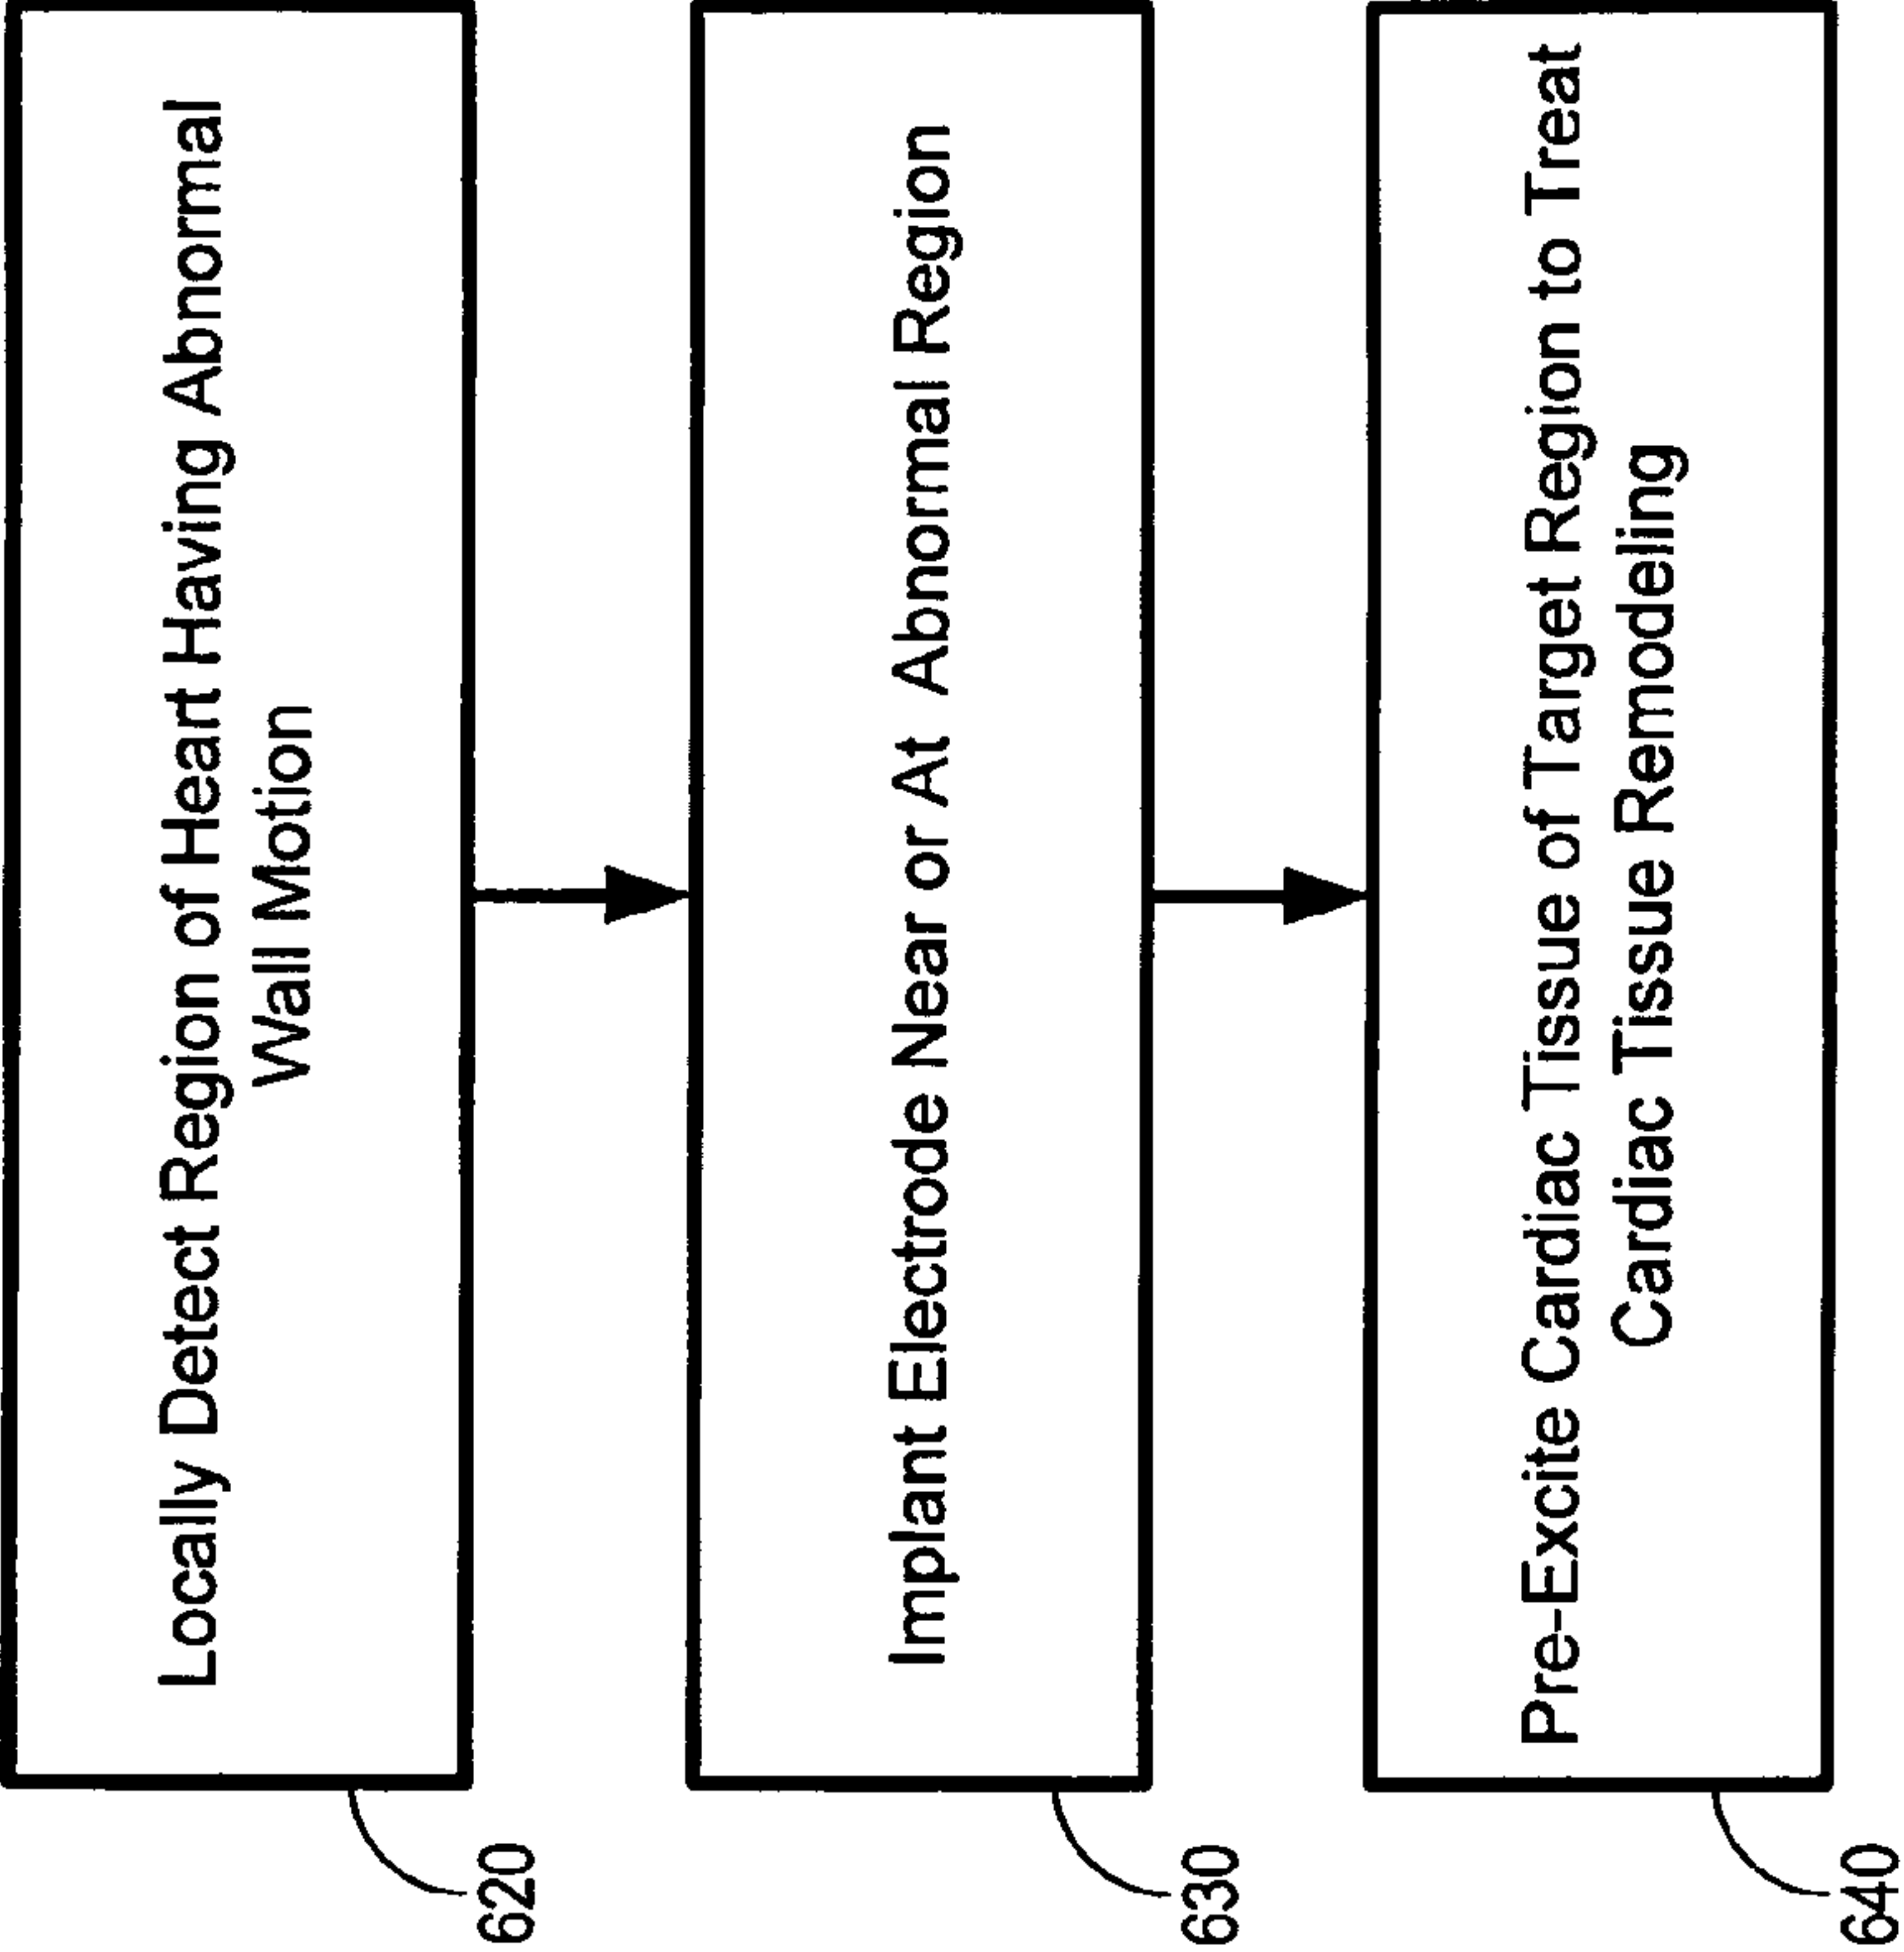 Locally Detect Region of Heart Having Abnormal
Wall Motion
620
Implant Electrode Near or At Abnormal Region
630
Pre-Excite Cardiac Tissue of Target Region to Treat
Cardiac Tissue Remodeling
640